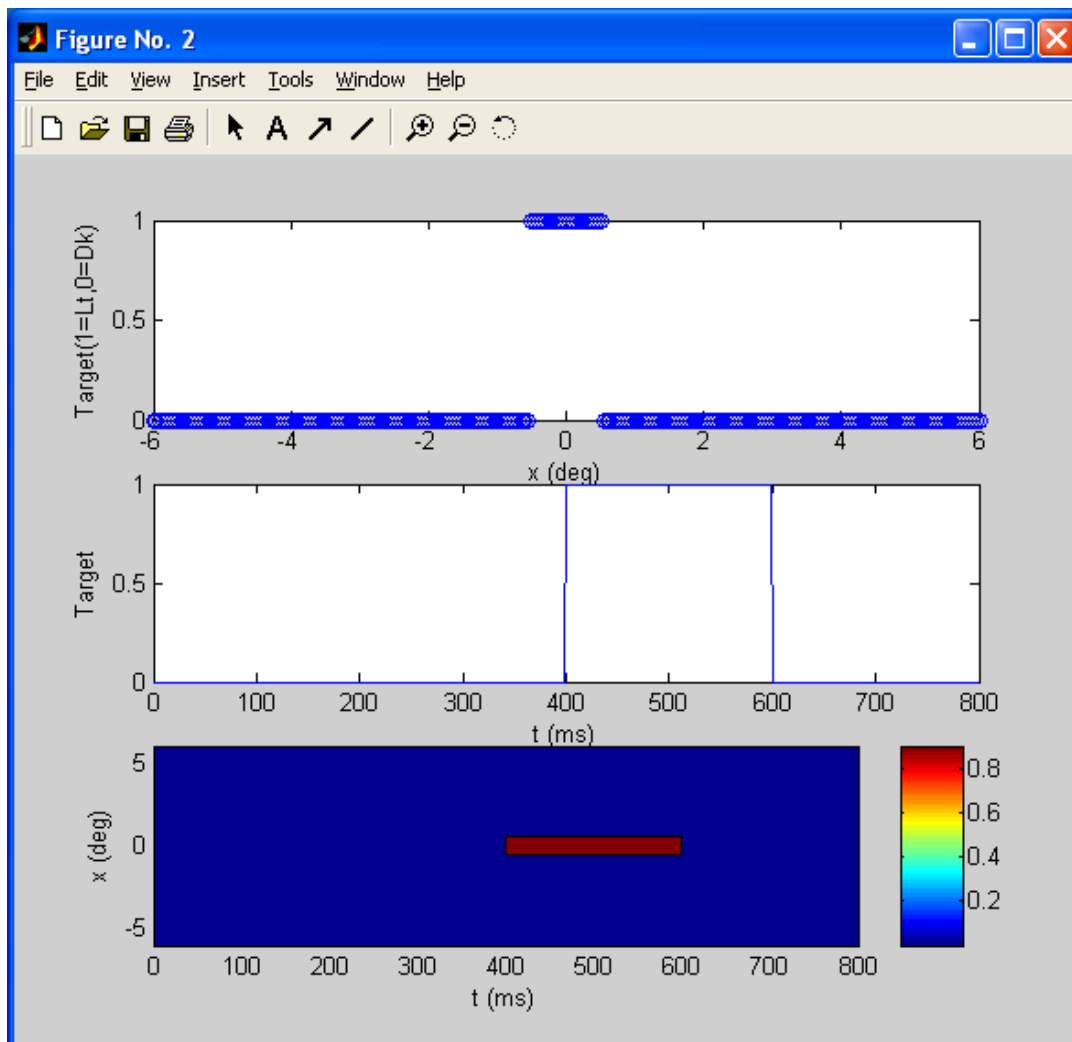 Figure No. 2
File Edit View Insert Tools Window Help
Target(1=Lt,0=Dk)
1
0.5
0
-6 -4 -2 0 2 4 6
x (deg)
Target
1
0.5
0
0 100 200 300 400 500 600 700 800
t (ms)
x (deg)
5
0
-5
0 100 200 300 400 500 600 700 800
t (ms)
0.8
0.6
0.4
0.2